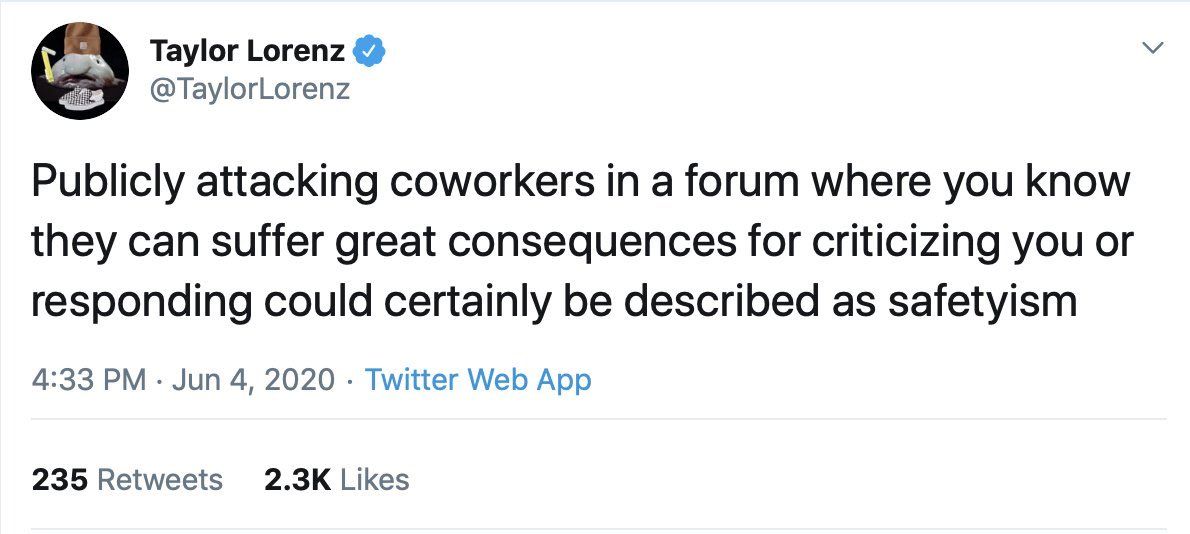 Taylor Lorenz
@TaylorLorenz
Publicly attacking coworkers in a forum where you know
they can suffer great consequences for criticizing you or
responding could certainly be described as safetyism
4:33 PM · Jun 4, 2020 · Twitter Web App
235 Retweets 2.3K Likes